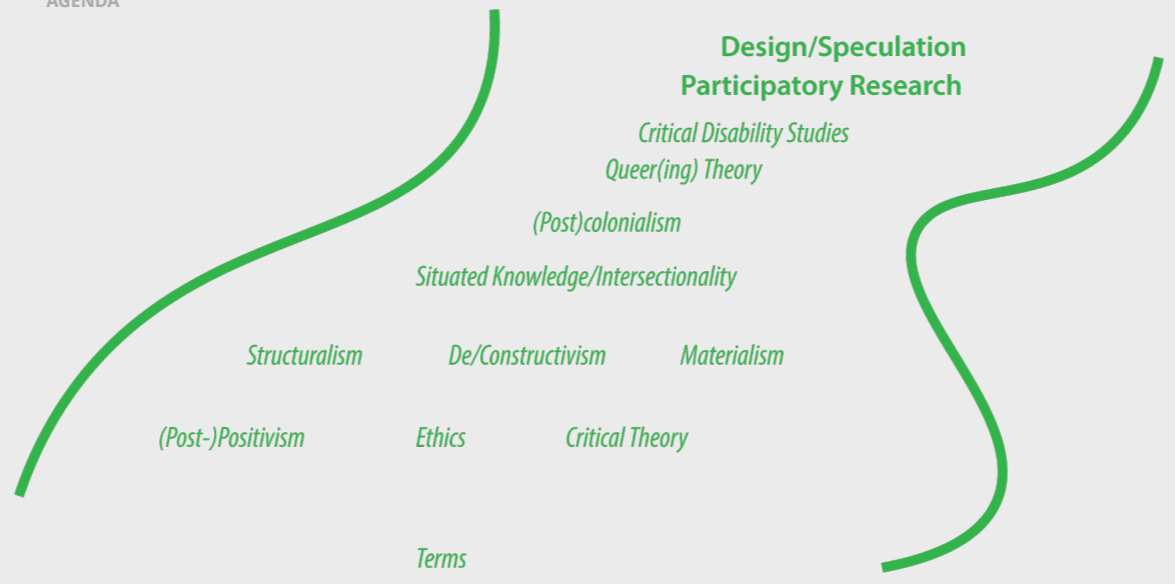 AGENDA
Design/Speculation
Participatory Research
Critical Disability Studies
Queer(ing) Theory
(Post)colonialism
Situated Knowledge/Intersectionality
Structuralism De/Constructivism Materialism
(Post-)Positivism Ethics Critical Theory
Terms